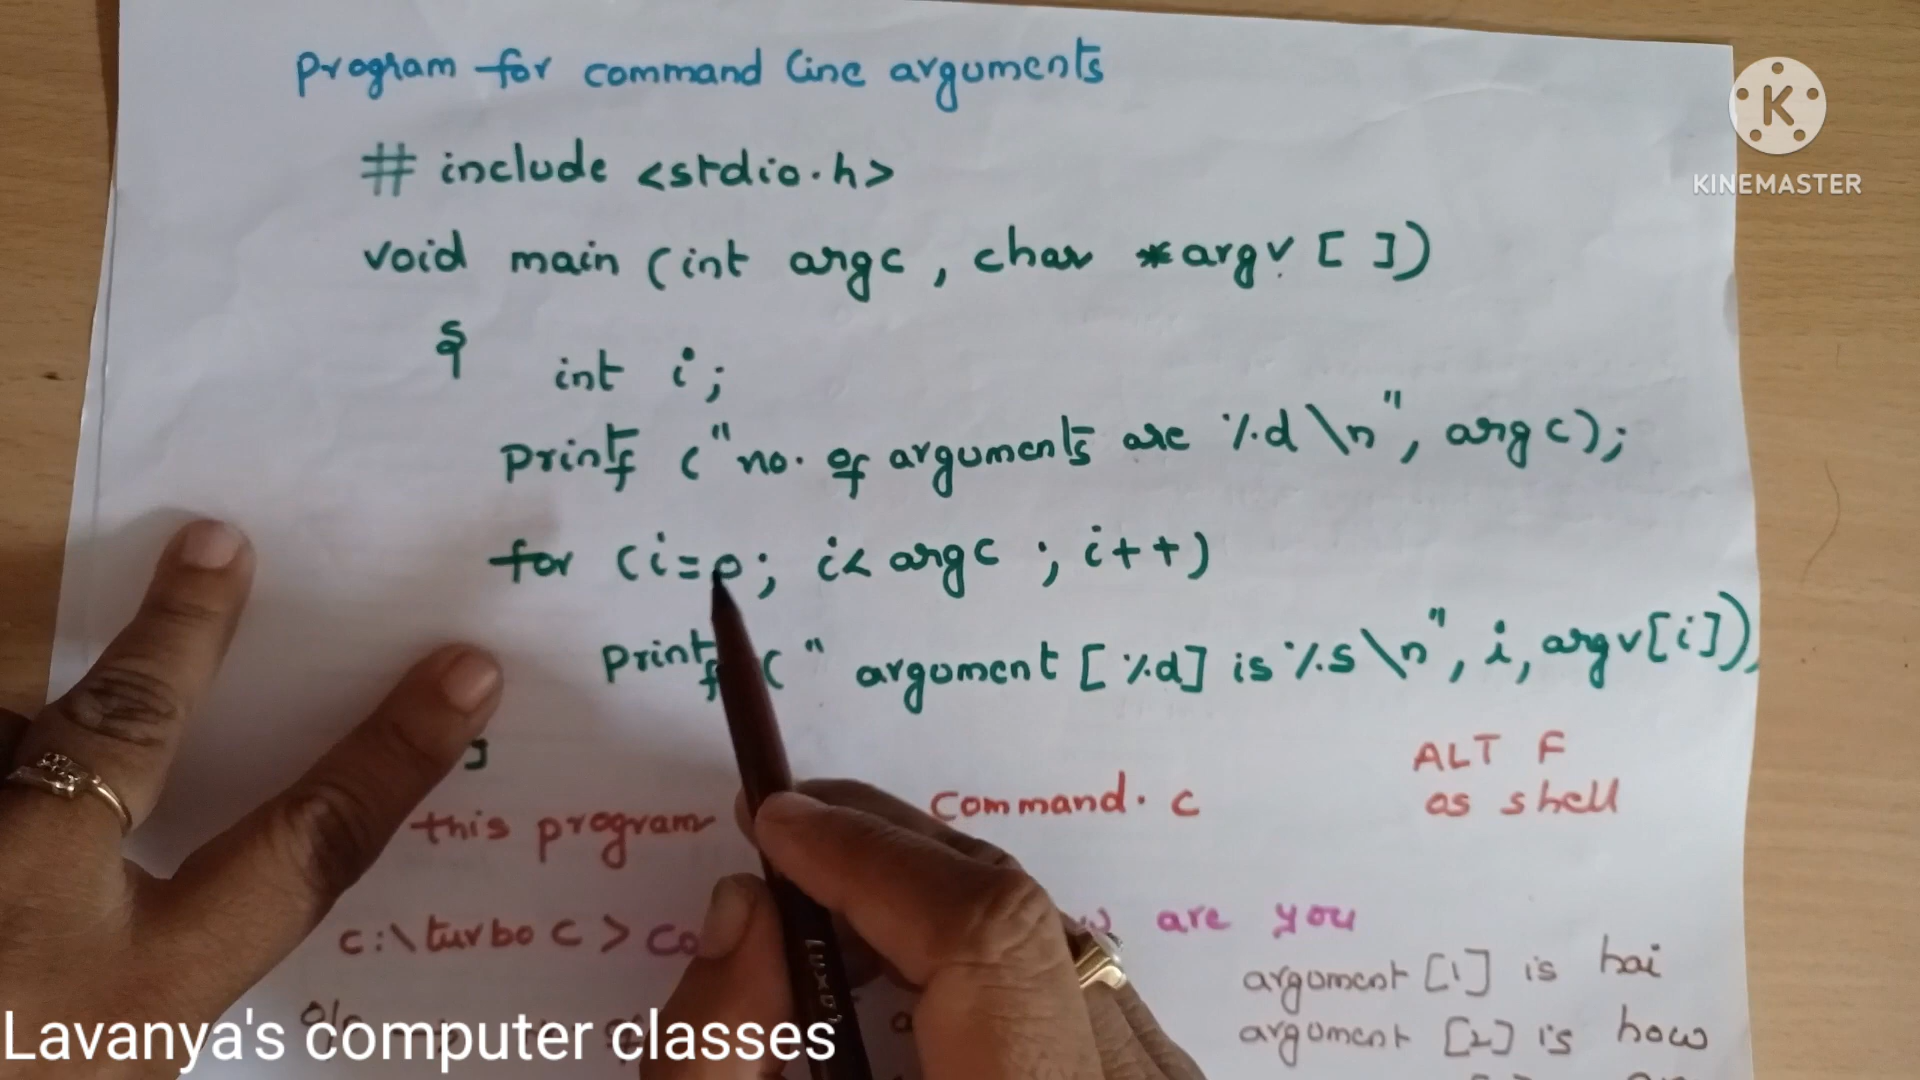 Program for command line arguments
# include <stdio.h>
void main (int argc, char *argv [ ])
{
int i;
printf ("no. of arguments are %d \n", argc);
for (i=0; i< argc ; i++)
printf (" argument [ %d] is %s \n", i, argv[i])
}
ALT F
os shell
this program command. c
c:\turbo c > are you
argument [1] is hai
argument [2] is how
K
KINEMASTER
Lavanya's computer classes
LUXOR